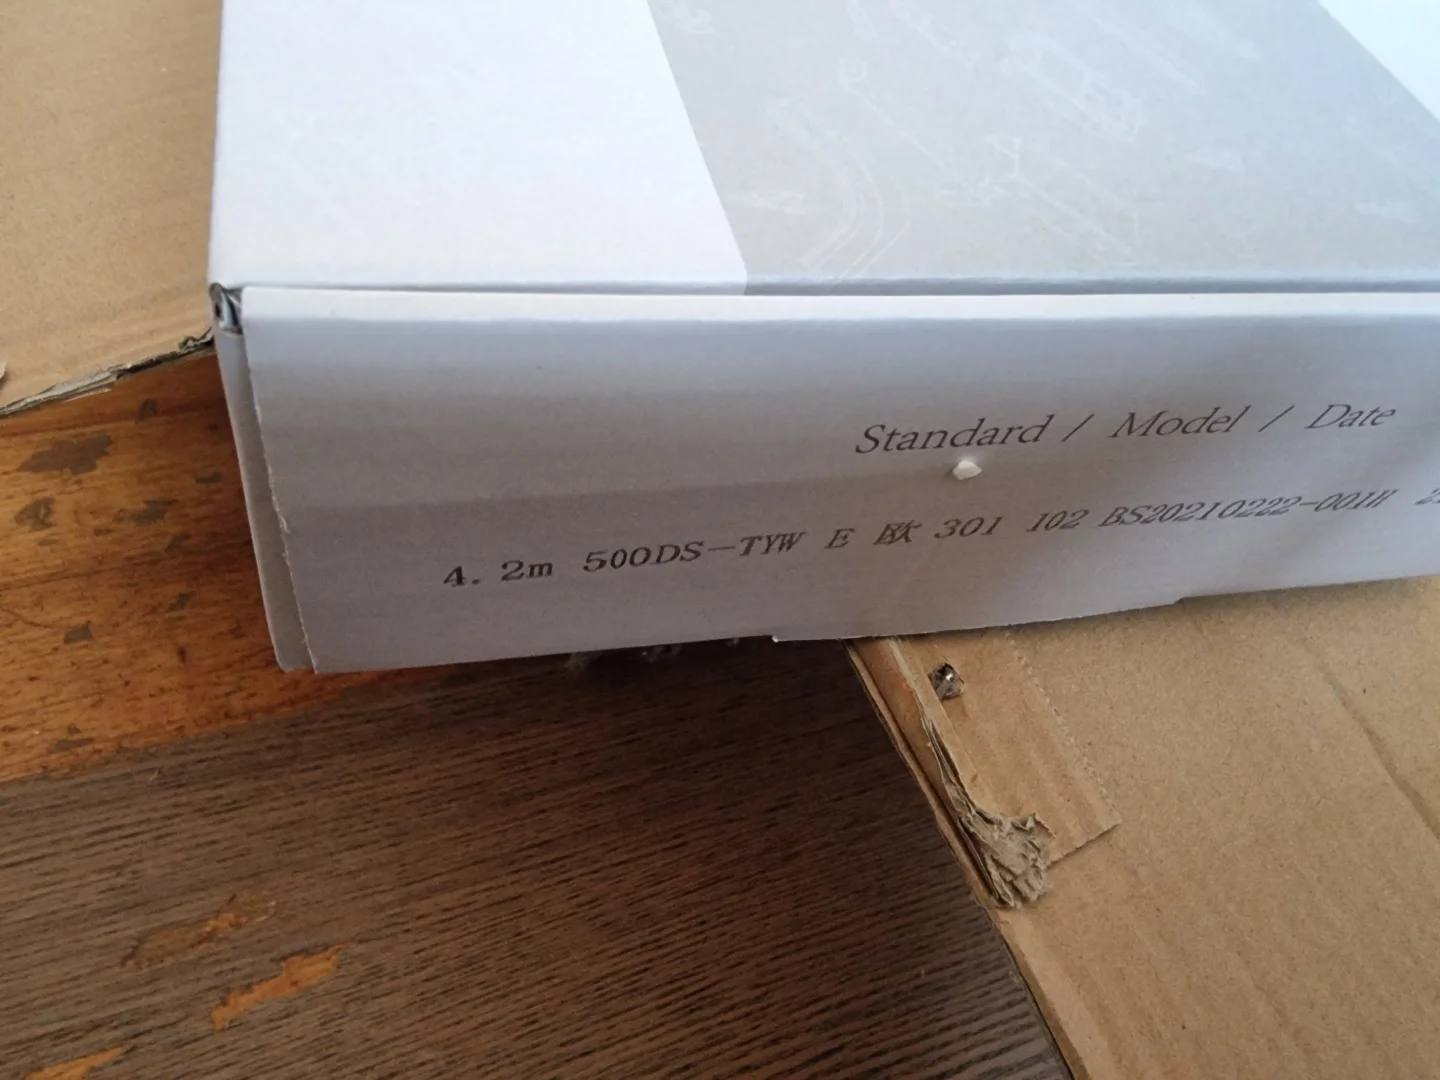 Standard / Model / Date
4.2m 500DS-TYW E 欧 301 102 BS20210222-001H